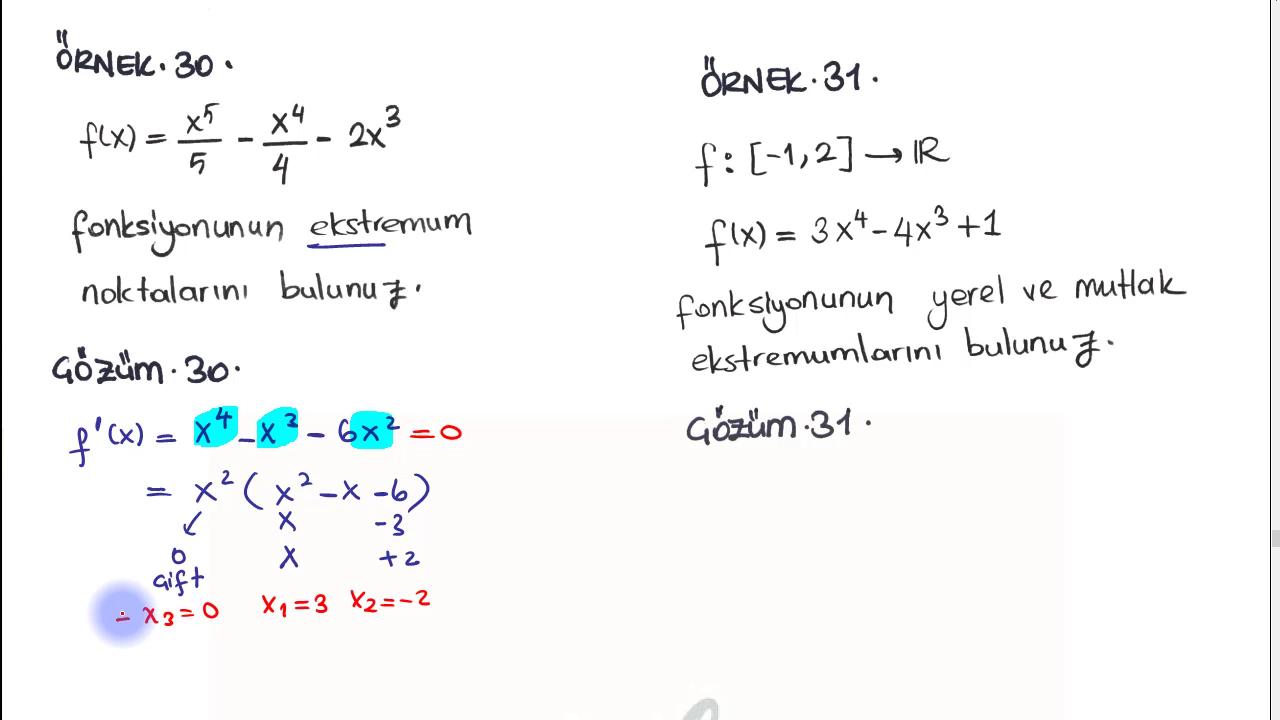 ÖRNEK.30.
f(x) = x⁵/5 - x⁴/4 - 2x³
fonksiyonunun ekstremum
noktalarını bulunuz.
ÇÖZÜM.30.
f'(x) = x⁴ - x³ - 6x² = 0
= x² ( x² - x - 6)
x -3
0 x +2
çift
- x₃ = 0 x₁ = 3 x₂ = -2
ÖRNEK.31.
f : [-1, 2] → IR
f(x) = 3x⁴ - 4x³ + 1
fonksiyonunun yerel ve mutlak
ekstremumlarını bulunuz.
ÇÖZÜM.31.